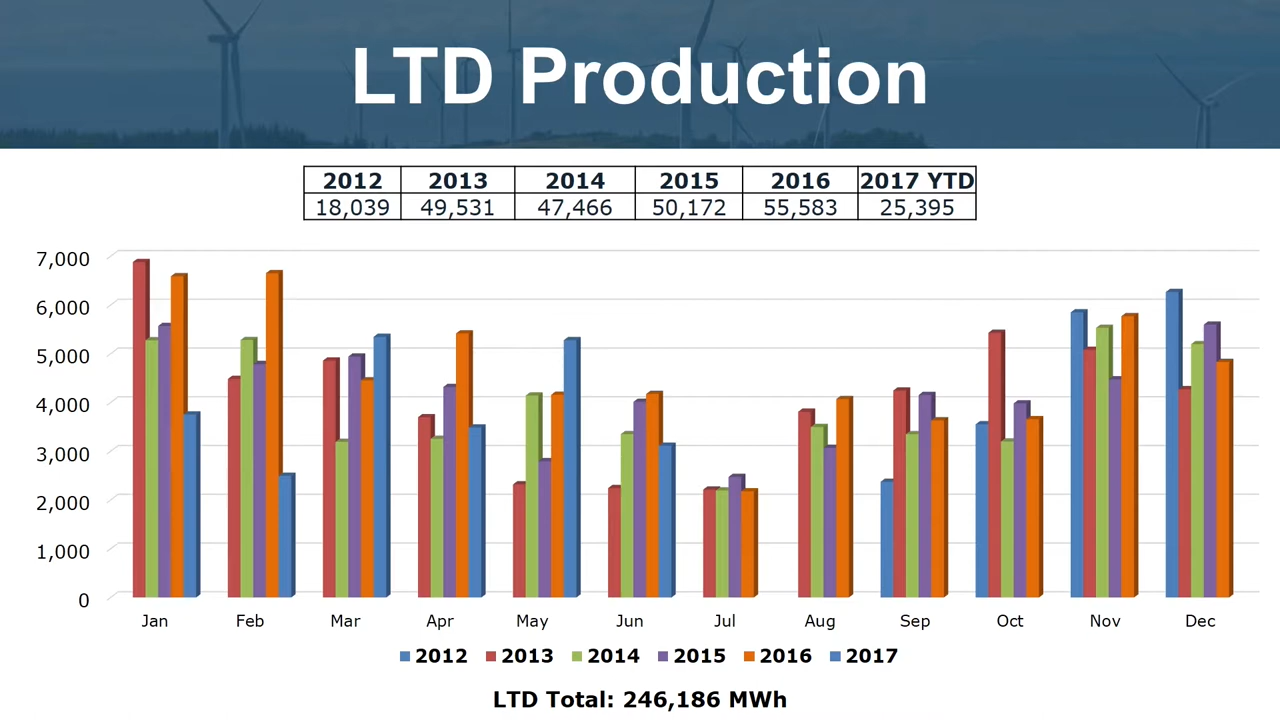 LTD Production
2012 2013 2014 2015 2016 2017 YTD
18,039 49,531 47,466 50,172 55,583 25,395
7,000
6,000
5,000
4,000
3,000
2,000
1,000
0
Jan Feb Mar Apr May Jun Jul Aug Sep Oct Nov Dec
2012 2013 2014 2015 2016 2017
LTD Total: 246,186 MWh